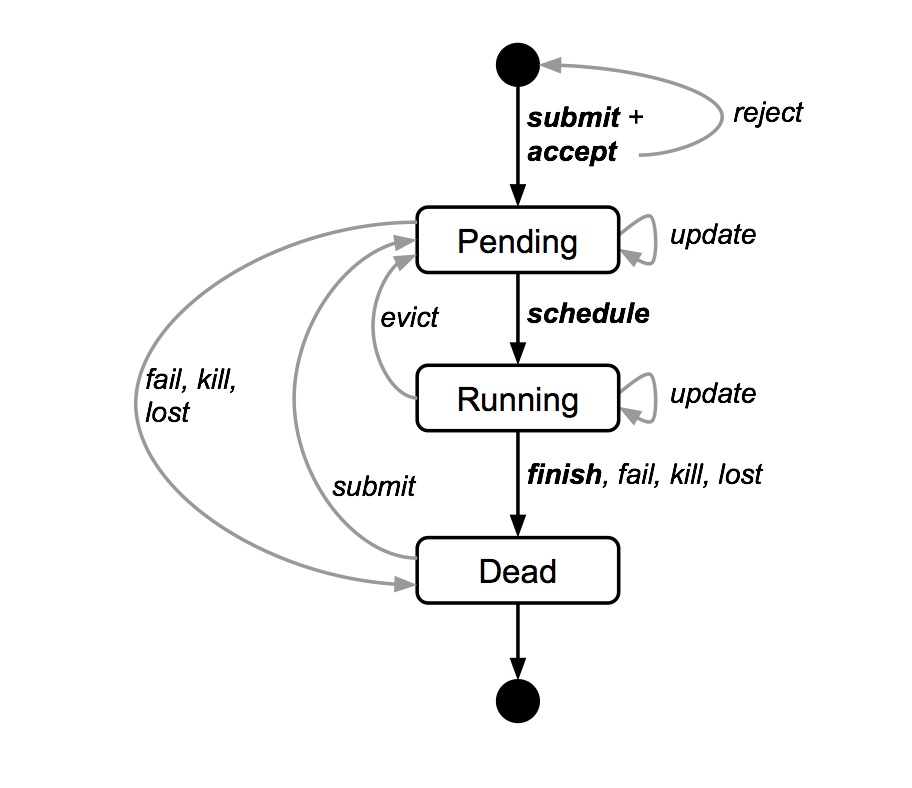 submit +
accept
reject
Pending
update
evict
schedule
fail, kill,
lost
Running
update
submit
finish, fail, kill, lost
Dead